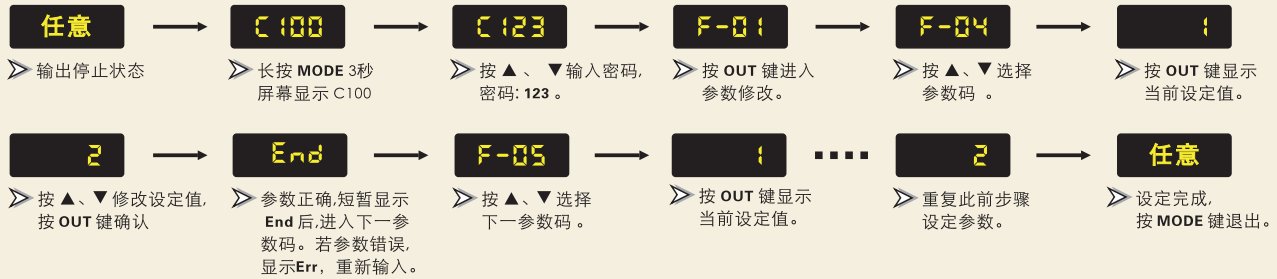 任意
输出停止状态
C100
长按 MODE 3秒
屏幕显示 C100
C123
按 ▲、 ▼输入密码,
密码: 123 。
F-01
按 OUT 键进入
参数修改。
F-04
按 ▲、▼ 选择
参数码 。
1
按 OUT 键显示
当前设定值。
2
按 ▲、▼ 修改设定值,
按 OUT 键确认
End
参数正确,短暂显示
End 后,进入下一参
数码。若参数错误,
显示Err，重新输入。
F-05
按 ▲、▼ 选择
下一参数码 。
1
按 OUT 键显示
当前设定值。
2
重复此前步骤
设定参数。
任意
设定完成,
按 MODE 键退出。